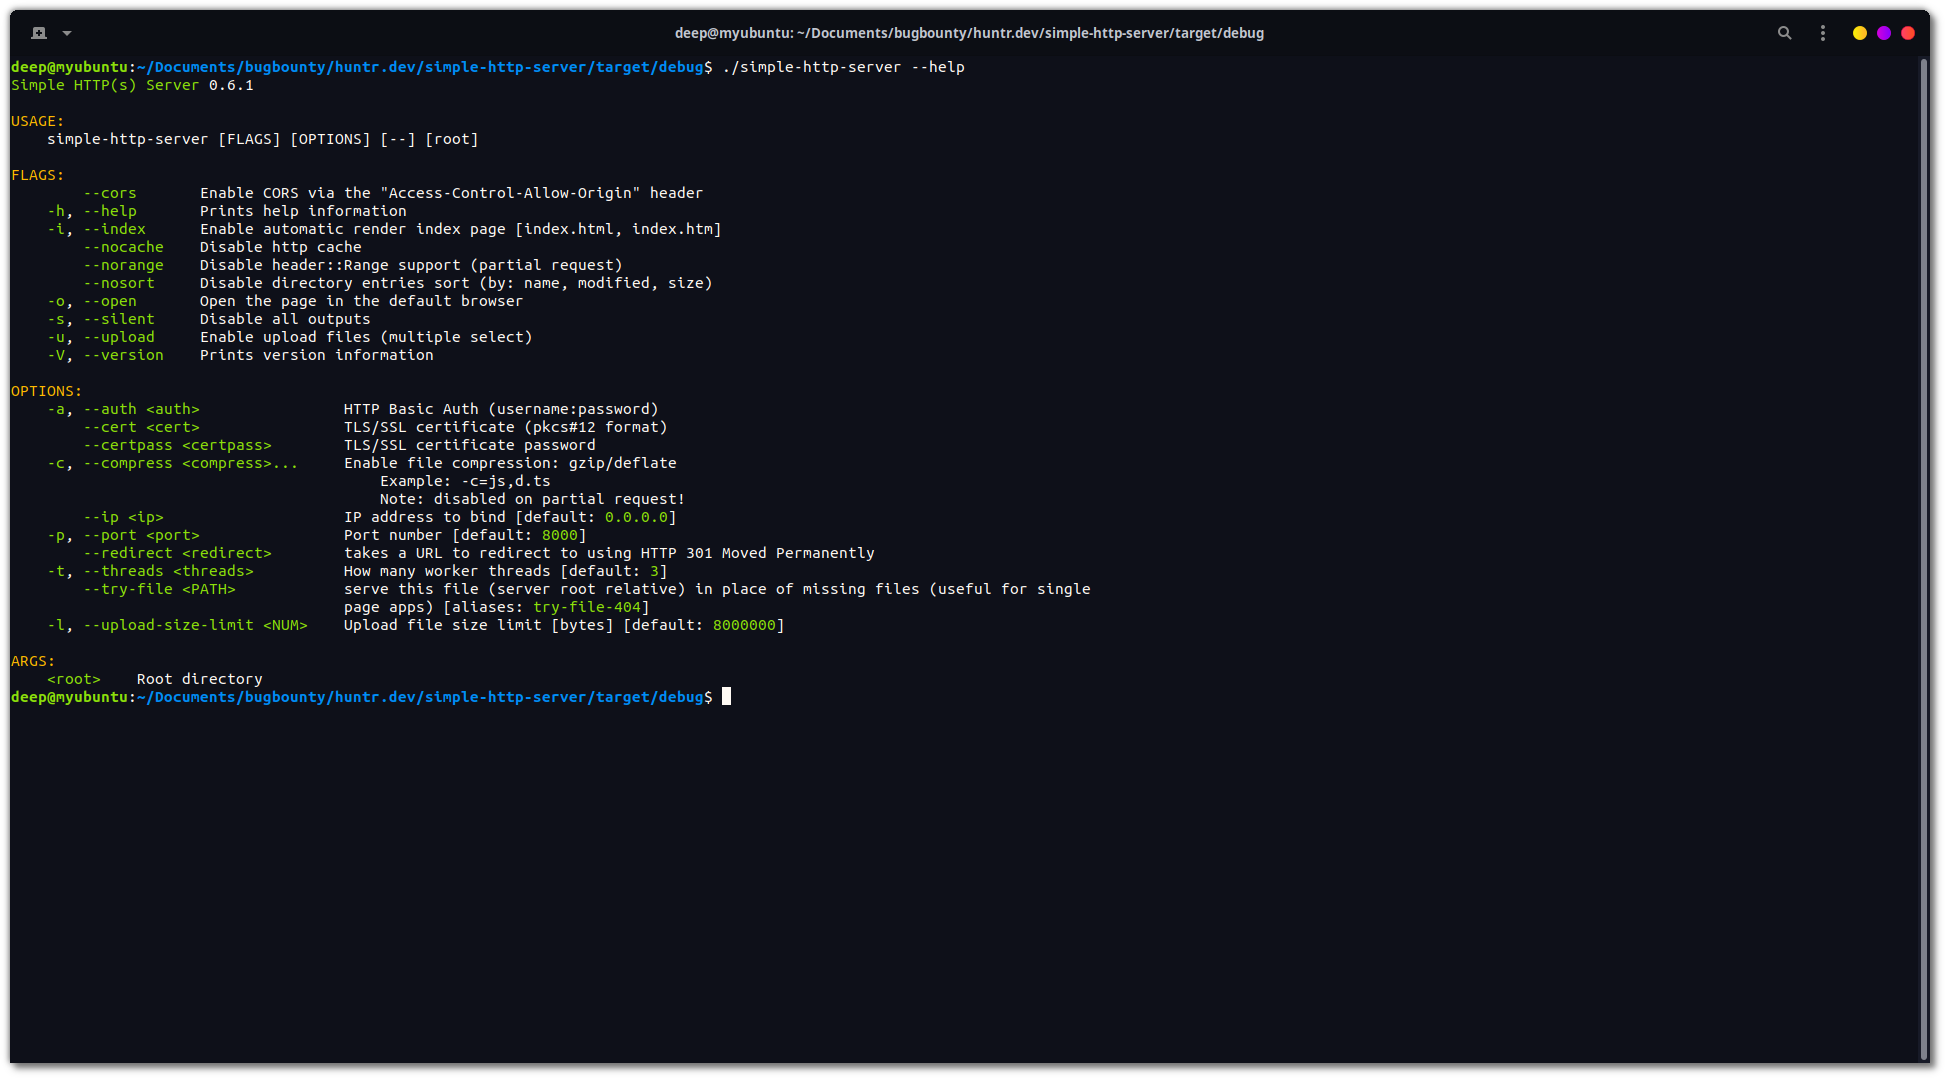 deep@myubuntu: ~/Documents/bugbounty/huntr.dev/simple-http-server/target/debug
deep@myubuntu:~/Documents/bugbounty/huntr.dev/simple-http-server/target/debug$ ./simple-http-server --help
Simple HTTP(s) Server 0.6.1

USAGE:
    simple-http-server [FLAGS] [OPTIONS] [--] [root]

FLAGS:
        --cors       Enable CORS via the "Access-Control-Allow-Origin" header
    -h, --help       Prints help information
    -i, --index      Enable automatic render index page [index.html, index.htm]
        --nocache    Disable http cache
        --norange    Disable header::Range support (partial request)
        --nosort     Disable directory entries sort (by: name, modified, size)
    -o, --open       Open the page in the default browser
    -s, --silent     Disable all outputs
    -u, --upload     Enable upload files (multiple select)
    -V, --version    Prints version information

OPTIONS:
    -a, --auth <auth>                HTTP Basic Auth (username:password)
        --cert <cert>                TLS/SSL certificate (pkcs#12 format)
        --certpass <certpass>        TLS/SSL certificate password
    -c, --compress <compress>...     Enable file compression: gzip/deflate
                                         Example: -c=js,d.ts
                                         Note: disabled on partial request!
        --ip <ip>                    IP address to bind [default: 0.0.0.0]
    -p, --port <port>                Port number [default: 8000]
        --redirect <redirect>        takes a URL to redirect to using HTTP 301 Moved Permanently
    -t, --threads <threads>          How many worker threads [default: 3]
        --try-file <PATH>            serve this file (server root relative) in place of missing files (useful for single
                                     page apps) [aliases: try-file-404]
    -l, --upload-size-limit <NUM>    Upload file size limit [bytes] [default: 8000000]

ARGS:
    <root>    Root directory
deep@myubuntu:~/Documents/bugbounty/huntr.dev/simple-http-server/target/debug$